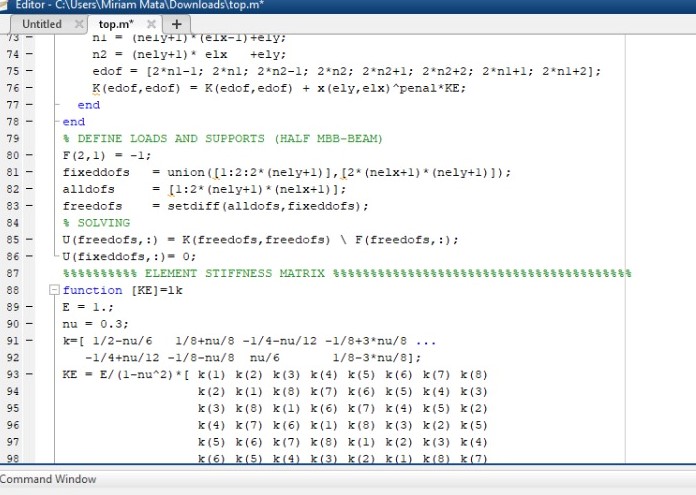 Editor - C:\Users\Miriam Mata\Downloads\top.m*
Untitled × top.m* × +
73 - n1 = (nely+1)*(elx-1)+ely;
74 - n2 = (nely+1)* elx   +ely;
75 - edof = [2*n1-1; 2*n1; 2*n2-1; 2*n2; 2*n2+1; 2*n2+2; 2*n1+1; 2*n1+2];
76 - K(edof,edof) = K(edof,edof) + x(ely,elx)^penal*KE;
77 - end
78 - end
79 % DEFINE LOADS AND SUPPORTS (HALF MBB-BEAM)
80 - F(2,1) = -1;
81 - fixeddofs   = union([1:2:2*(nely+1)],[2*(nelx+1)*(nely+1)]);
82 - alldofs     = [1:2*(nely+1)*(nelx+1)];
83 - freedofs    = setdiff(alldofs,fixeddofs);
84 % SOLVING
85 - U(freedofs,:) = K(freedofs,freedofs) \ F(freedofs,:);
86 - U(fixeddofs,:)= 0;
87 %%%%%%%%%% ELEMENT STIFFNESS MATRIX %%%%%%%%%%%%%%%%%%%%%%%%%%%%%%%%%%%%%%%%
88 function [KE]=lk
89 - E = 1.;
90 - nu = 0.3;
91 - k=[ 1/2-nu/6   1/8+nu/8 -1/4-nu/12 -1/8+3*nu/8 ...
92 -1/4+nu/12 -1/8-nu/8  nu/6       1/8-3*nu/8];
93 - KE = E/(1-nu^2)*[ k(1) k(2) k(3) k(4) k(5) k(6) k(7) k(8)
94 k(2) k(1) k(8) k(7) k(6) k(5) k(4) k(3)
95 k(3) k(8) k(1) k(6) k(7) k(4) k(5) k(2)
96 k(4) k(7) k(6) k(1) k(8) k(3) k(2) k(5)
97 k(5) k(6) k(7) k(8) k(1) k(2) k(3) k(4)
98 k(6) k(5) k(4) k(3) k(2) k(1) k(8) k(7)
Command Window